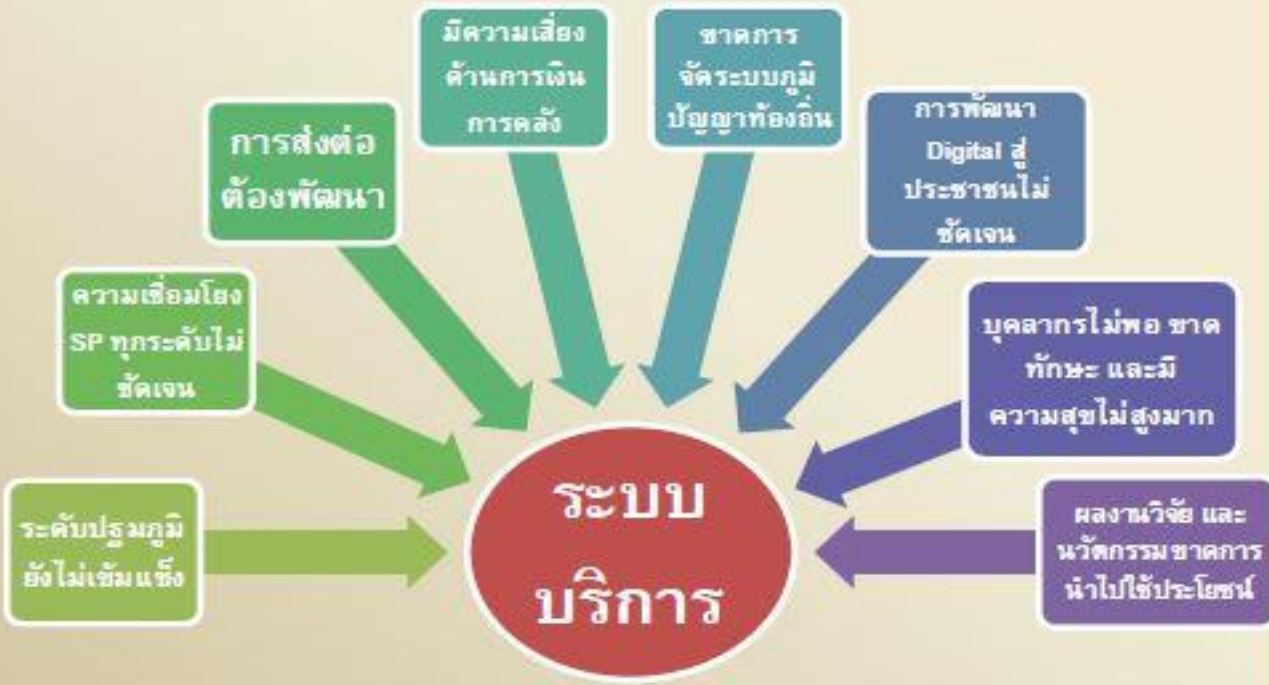 ระดับปฐมภูมิ
ยังไม่เข้มแข็ง
ความเชื่อมโยง
SP ทุกระดับไม่
ชัดเจน
การส่งต่อ
ต้องพัฒนา
มีความเสี่ยง
ด้านการเงิน
การคลัง
ขาดการ
จัดระบบภูมิ
ปัญญาท้องถิ่น
การพัฒนา
Digital สู่
ประชาชนไม่
ชัดเจน
บุคลากรไม่พอ ขาด
ทักษะ และมี
ความสุขไม่สูงมาก
ผลงานวิจัย และ
นวัตกรรมขาดการ
นำไปใช้ประโยชน์
ระบบ
บริการ